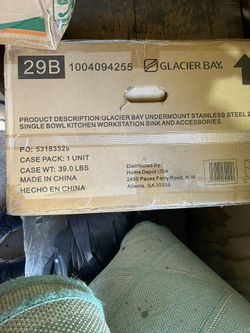 29B 1004094255 GLACIER BAY.
PRODUCT DESCRIPTION:GLACIER BAY UNDERMOUNT STAINLESS STEEL 2
SINGLE BOWL KITCHEN WORKSTATION SINK AND ACCESSORIES.
PO: 53183526
CASE PACK: 1 UNIT
CASE WT: 39.0 LBS
MADE IN CHINA
HECHO EN CHINA
Distributed By
Home Depot USA
2455 Paces Ferry Road, N.W.
Atlanta, GA 30339